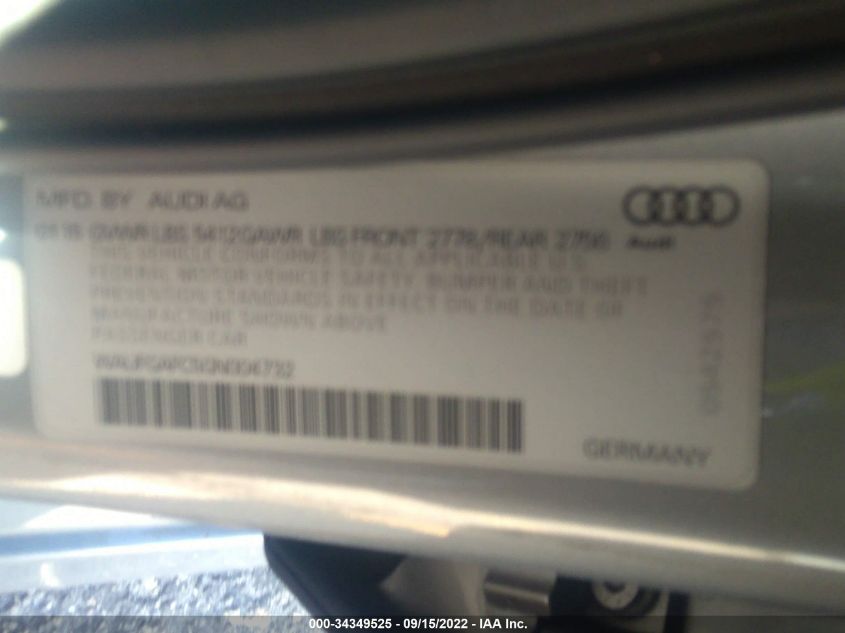 MFD. BY AUDI AG
GVWR LBS 5412 GAWR LBS FRONT 2778/REAR
Audi
THIS VEHICLE CONFORMS TO ALL APPLICABLE U.S.
FEDERAL MOTOR VEHICLE SAFETY, BUMPER AND THEFT
PREVENTION STANDARDS IN EFFECT ON THE DATE OF
MANUFACTURE SHOWN ABOVE
PASSENGER CAR
GERMANY
000-34349525 - 09/15/2022 - IAA Inc.